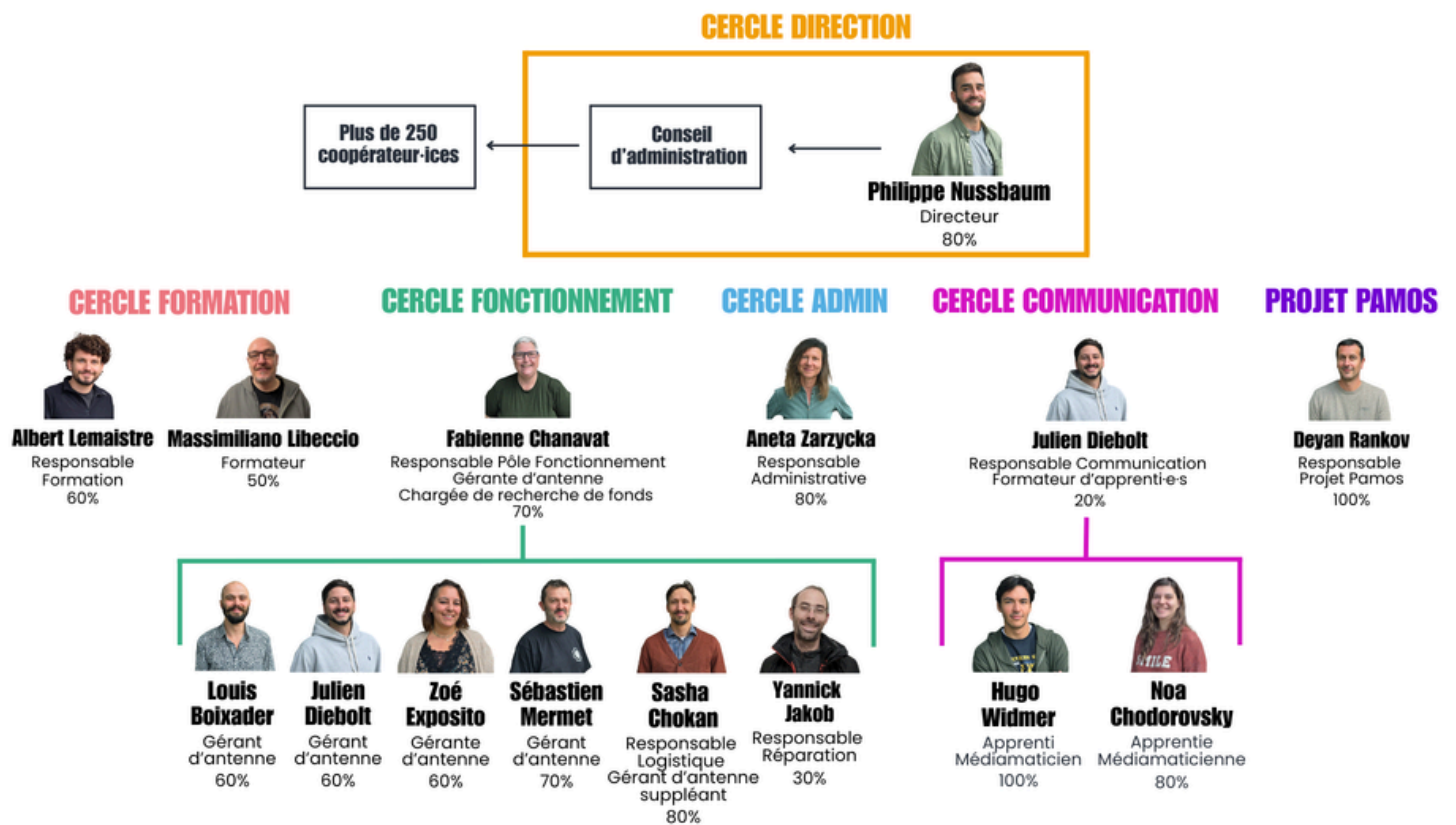 CERCLE DIRECTION
Plus de 250
coopérateur·ices
Conseil
d'administration
Philippe Nussbaum
Directeur
80%
CERCLE FORMATION
CERCLE FONCTIONNEMENT
CERCLE ADMIN
CERCLE COMMUNICATION
PROJET PAMOS
Albert Lemaistre
Responsable
Formation
60%
Massimiliano Libeccio
Formateur
50%
Fabienne Chanavat
Responsable Pôle Fonctionnement
Gérante d'antenne
Chargée de recherche de fonds
70%
Aneta Zarzycka
Responsable
Administrative
80%
Julien Diebolt
Responsable Communication
Formateur d'apprenti·e·s
20%
Deyan Rankov
Responsable
Projet Pamos
100%
Louis
Boixader
Gérant
d'antenne
60%
Julien
Diebolt
Gérant
d'antenne
60%
Zoé
Exposito
Gérante
d'antenne
60%
Sébastien
Mermet
Gérant
d'antenne
70%
Sasha
Chokan
Responsable
Logistique
Gérant d'antenne
suppléant
80%
Yannick
Jakob
Responsable
Réparation
30%
Hugo
Widmer
Apprenti
Médiamaticien
100%
Noa
Chodorovsky
Apprentie
Médiamaticienne
80%